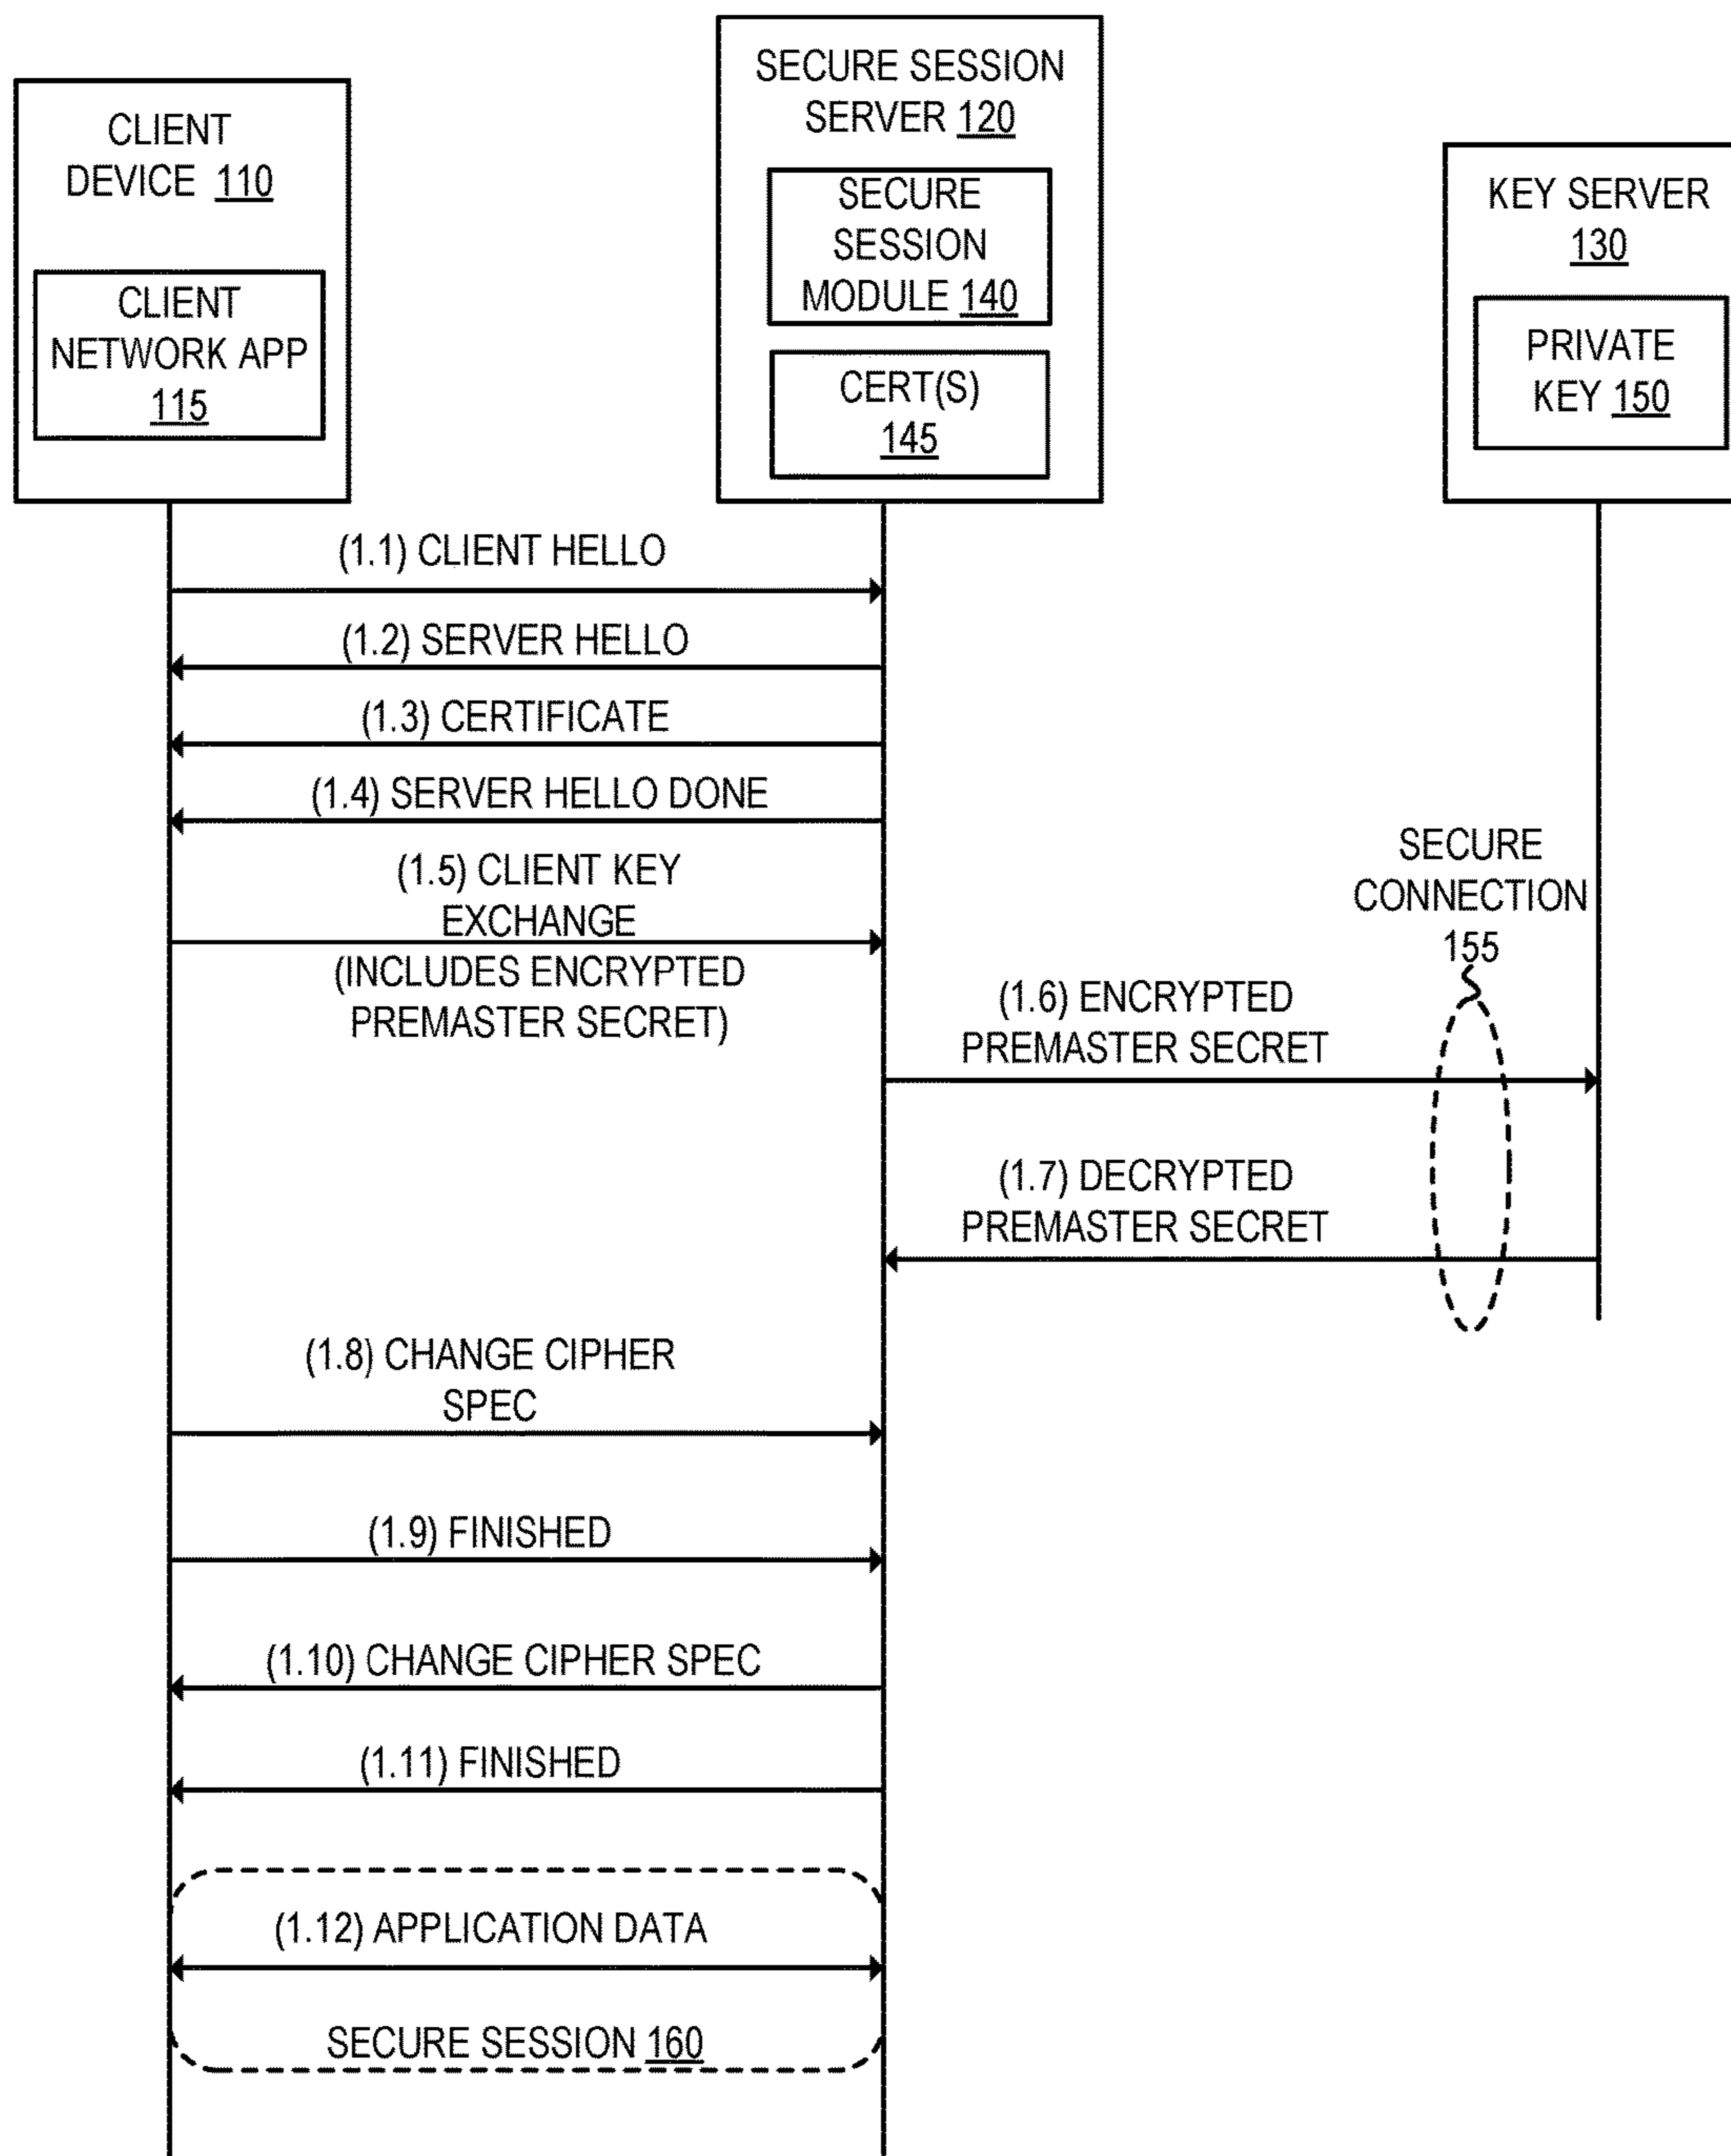 CLIENT
DEVICE 110
CLIENT
NETWORK APP
115
SECURE SESSION
SERVER 120
SECURE
SESSION
MODULE 140
CERT(S)
145
KEY SERVER
130
PRIVATE
KEY 150
(1.1) CLIENT HELLO
(1.2) SERVER HELLO
(1.3) CERTIFICATE
(1.4) SERVER HELLO DONE
(1.5) CLIENT KEY
EXCHANGE
(INCLUDES ENCRYPTED
PREMASTER SECRET)
SECURE
CONNECTION
155
(1.6) ENCRYPTED
PREMASTER SECRET
(1.7) DECRYPTED
PREMASTER SECRET
(1.8) CHANGE CIPHER
SPEC
(1.9) FINISHED
(1.10) CHANGE CIPHER SPEC
(1.11) FINISHED
(1.12) APPLICATION DATA
SECURE SESSION 160